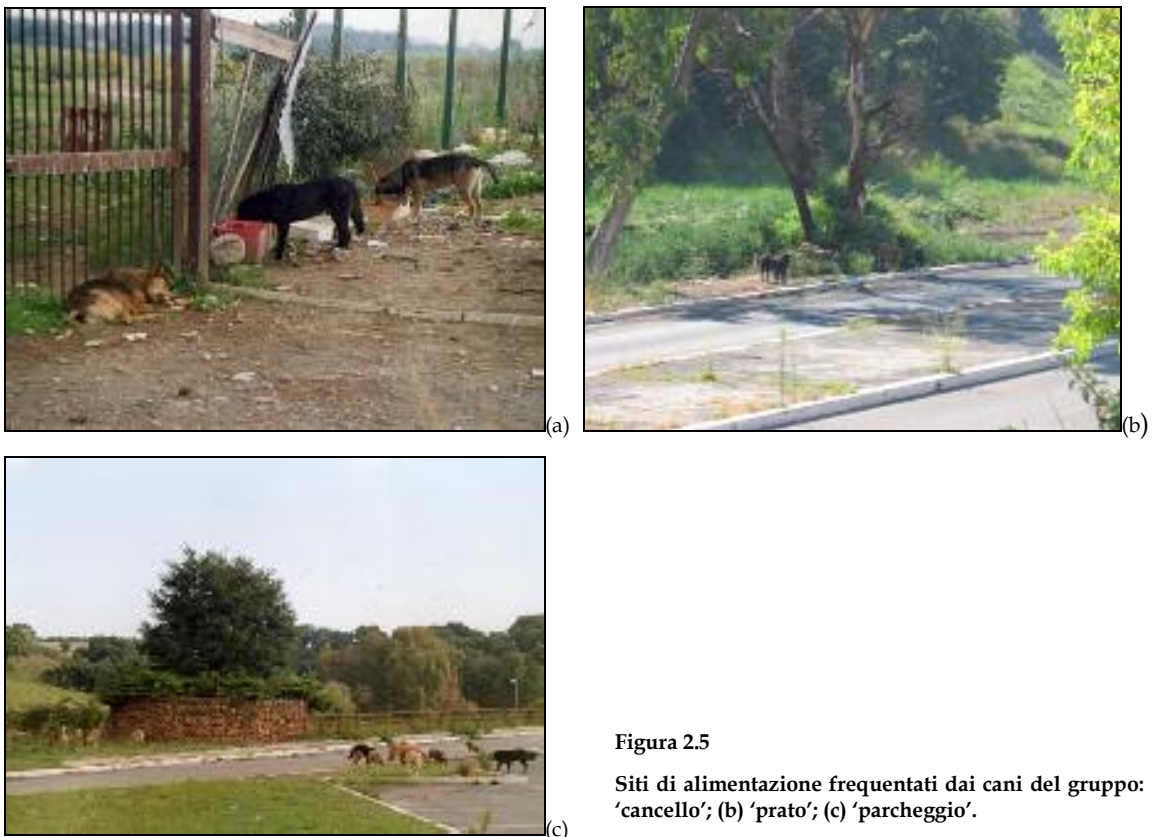 (a)
(b)
(c)
Figura 2.5
Siti di alimentazione frequentati dai cani del gruppo:
‘cancello’; (b) ‘prato’; (c) ‘parcheggio’.